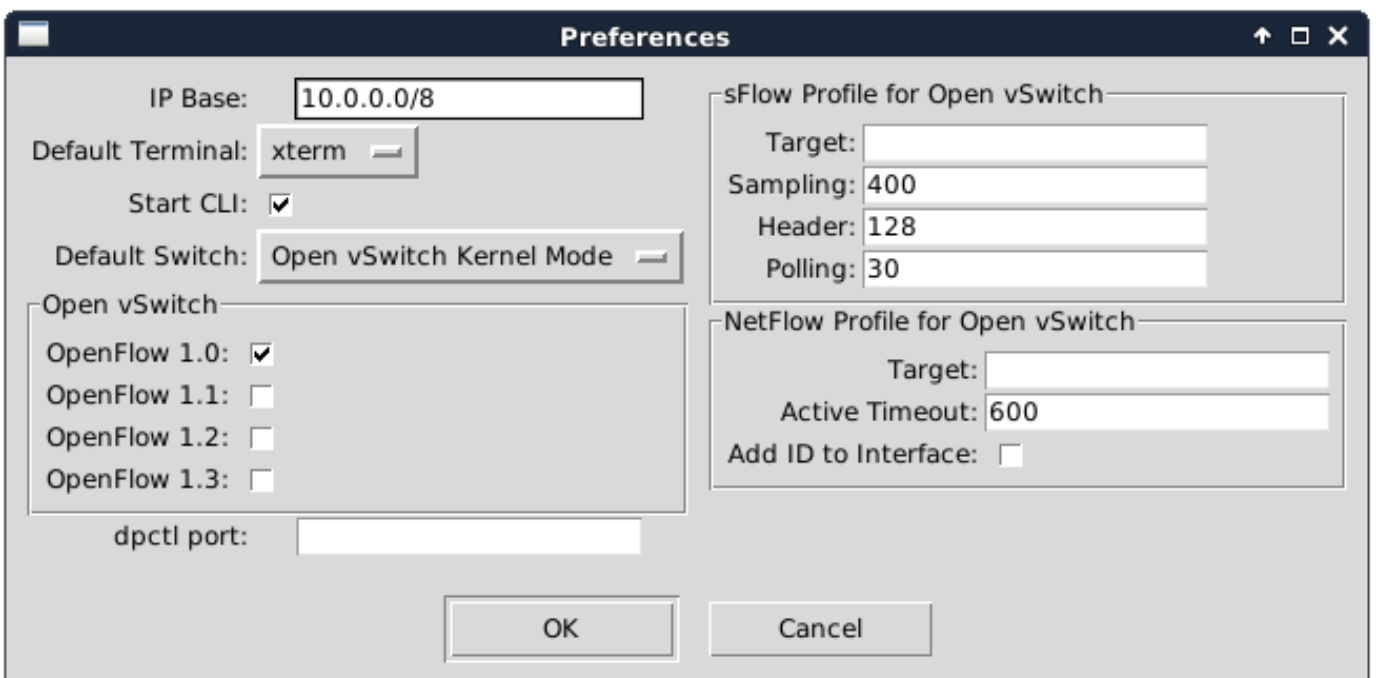 Preferences
IP Base: 10.0.0.0/8
Default Terminal: xterm
Start CLI:
Default Switch: Open vSwitch Kernel Mode
Open vSwitch
OpenFlow 1.0:
OpenFlow 1.1:
OpenFlow 1.2:
OpenFlow 1.3:
dpctl port:
sFlow Profile for Open vSwitch
Target:
Sampling: 400
Header: 128
Polling: 30
NetFlow Profile for Open vSwitch
Target:
Active Timeout: 600
Add ID to Interface:
OK
Cancel